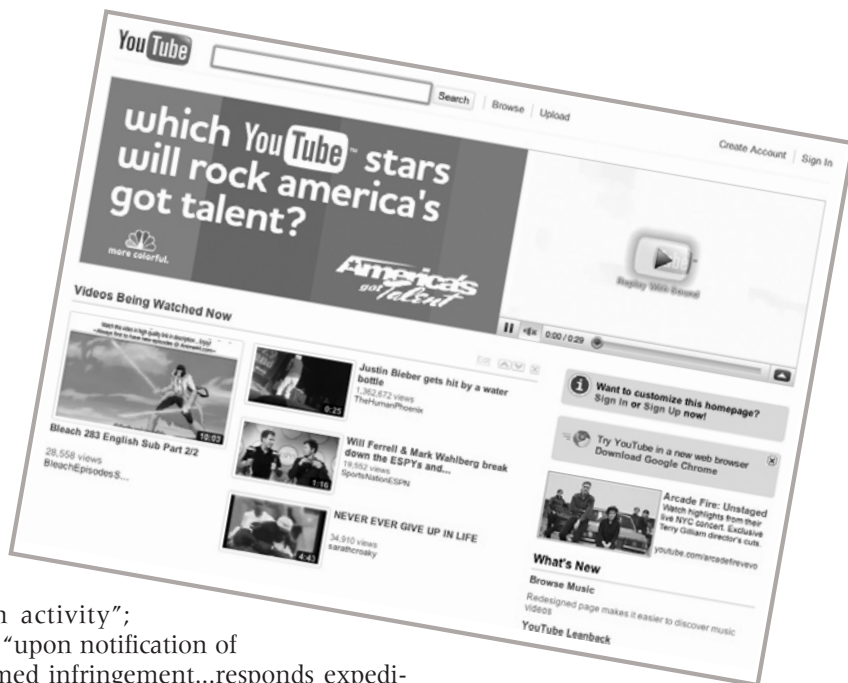 You Tube
Search | Browse | Upload
Create Account | Sign In
which You Tube™ stars
will rock america's
got talent?
more colorful.
America's
got Talent
Replay With Sound
0:00 / 0:29
Videos Being Watched Now
Edit
10:03
Bleach 283 English Sub Part 2/2
28,558 views
BleachEpisodesS...
0:25
Justin Bieber gets hit by a water
bottle
1,362,672 views
TheHumanPhoenix
1:16
Will Ferrell & Mark Wahlberg break
down the ESPYs and...
19,552 views
SportsNationESPN
4:43
NEVER EVER GIVE UP IN LIFE
34,910 views
sarathcroaky
Want to customize this homepage?
Sign In or Sign Up now!
Try YouTube in a new web browser
Download Google Chrome
Arcade Fire: Unstaged
Watch highlights from their
live NYC concert. Exclusive
Terry Gilliam director's cuts.
youtube.com/arcadefirevevo
What's New
Browse Music
Redesigned page makes it easier to discover music
videos
YouTube Leanback
activity";
"upon notification of
infringement...responds expedi-